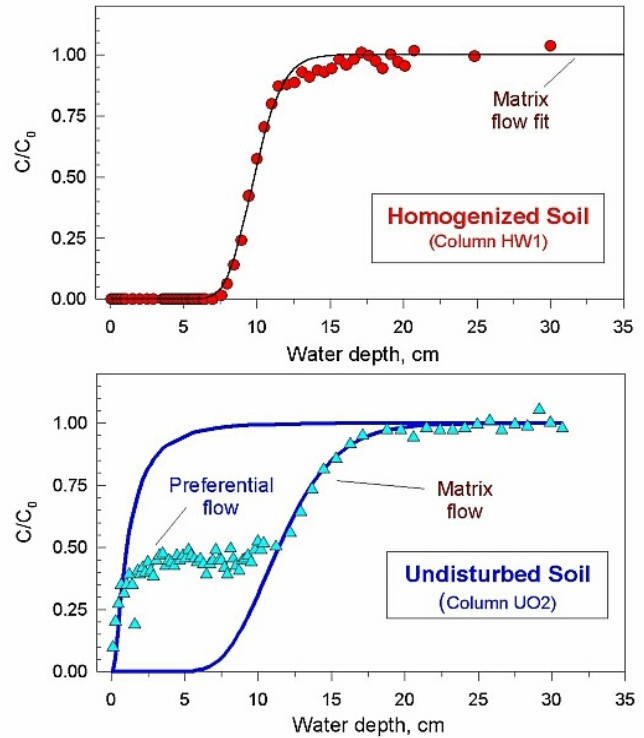 1.00
0.75
0.50
0.25
0.00
C/C0
Matrix
flow fit
Homogenized Soil
(Column HW1)
0 5 10 15 20 25 30 35
Water depth, cm
1.00
0.75
0.50
0.25
0.00
C/C0
Preferential
flow
Matrix
flow
Undisturbed Soil
(Column UO2)
0 5 10 15 20 25 30 35
Water depth, cm